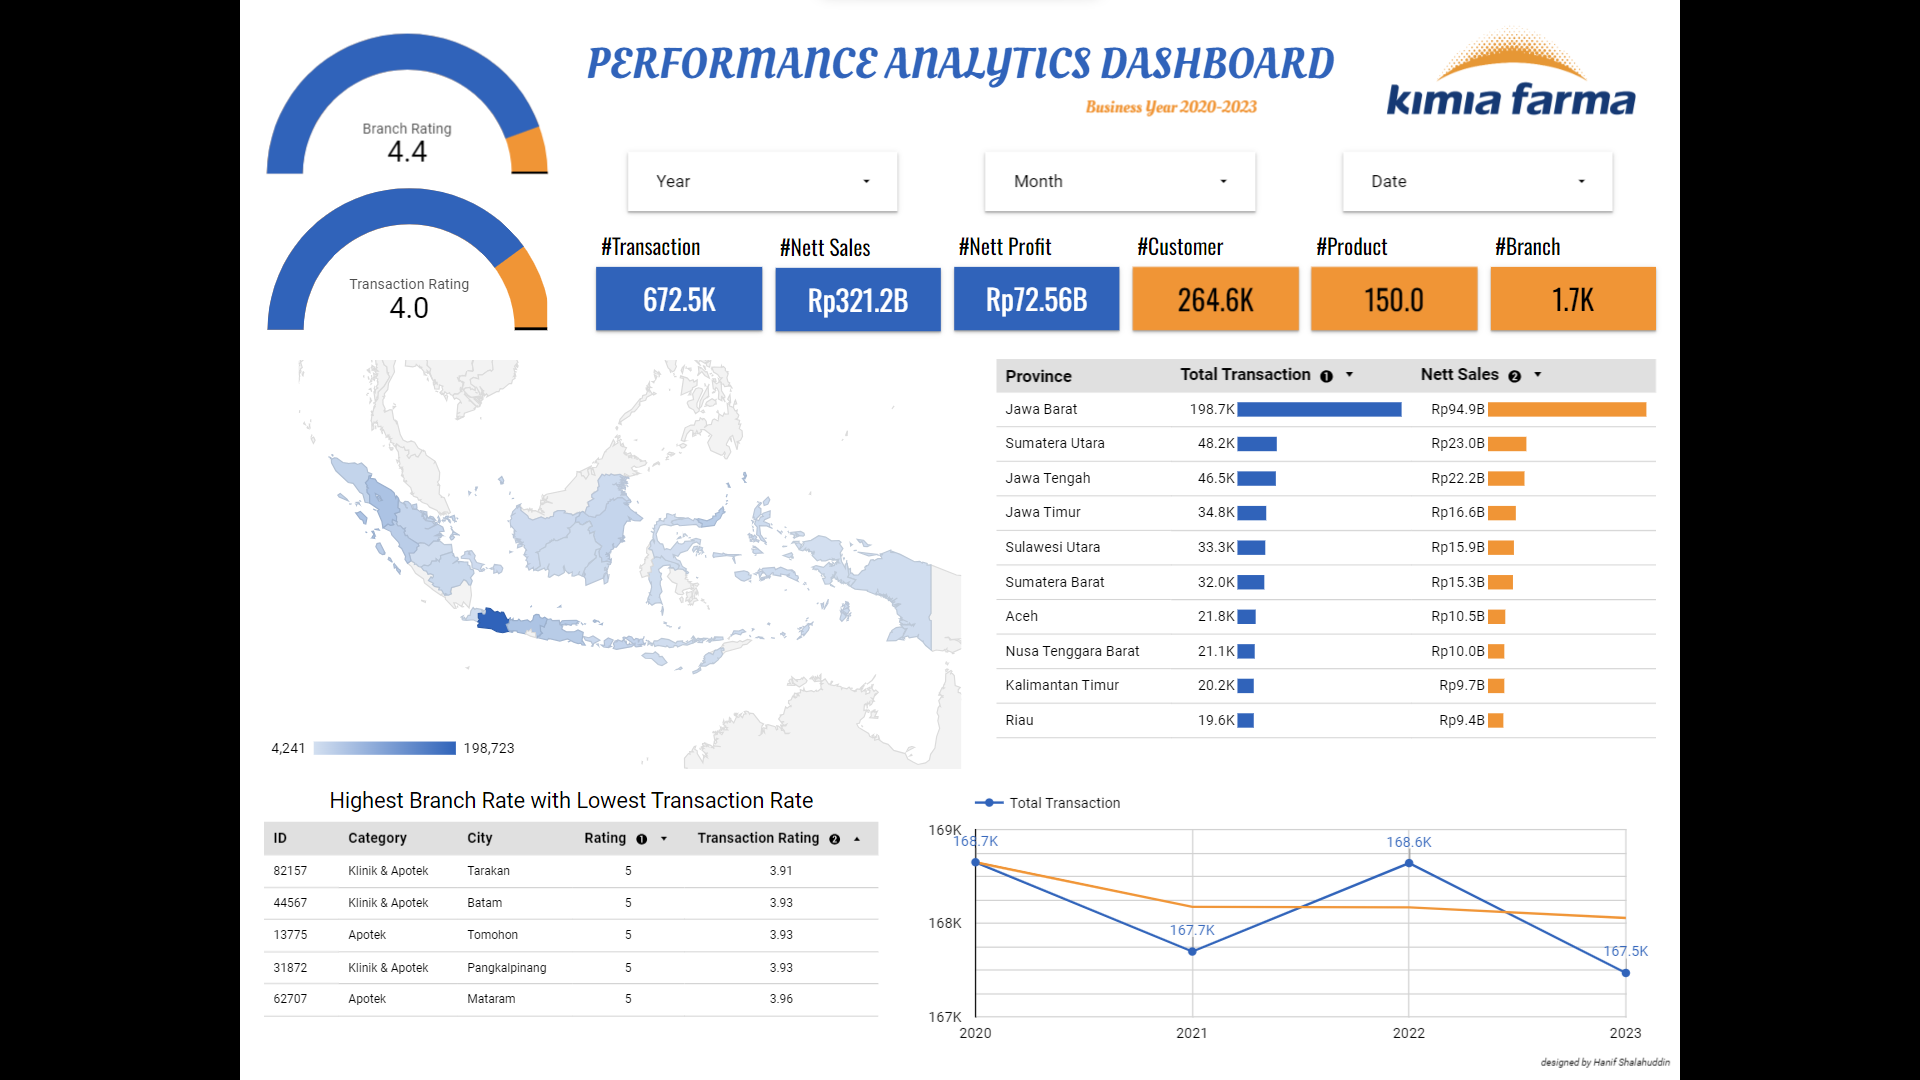 PERFORMANCE ANALYTICS DASHBOARD
Business Year 2020-2023
kimia farma
Branch Rating
4.4
Transaction Rating
4.0
Year
Month
Date
#Transaction
672.5K
#Nett Sales
Rp321.2B
#Nett Profit
Rp72.56B
#Customer
264.6K
#Product
150.0
#Branch
1.7K
4,241
198,723
Province Total Transaction 1 Nett Sales 2
Jawa Barat 198.7K Rp94.9B
Sumatera Utara 48.2K Rp23.0B
Jawa Tengah 46.5K Rp22.2B
Jawa Timur 34.8K Rp16.6B
Sulawesi Utara 33.3K Rp15.9B
Sumatera Barat 32.0K Rp15.3B
Aceh 21.8K Rp10.5B
Nusa Tenggara Barat 21.1K Rp10.0B
Kalimantan Timur 20.2K Rp9.7B
Riau 19.6K Rp9.4B
Highest Branch Rate with Lowest Transaction Rate
ID Category City Rating 1 Transaction Rating 2
82157 Klinik & Apotek Tarakan 5 3.91
44567 Klinik & Apotek Batam 5 3.93
13775 Apotek Tomohon 5 3.93
31872 Klinik & Apotek Pangkalpinang 5 3.93
62707 Apotek Mataram 5 3.96
Total Transaction
169K
168K
167K
168.7K
167.7K
168.6K
167.5K
2020 2021 2022 2023
designed by Hanif Shalahuddin